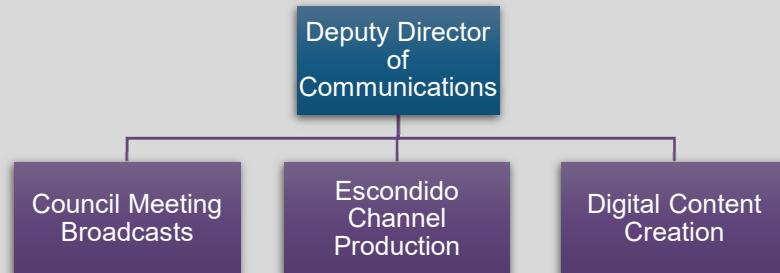 Deputy Director
of
Communications
Council Meeting
Broadcasts
Escondido
Channel
Production
Digital Content
Creation